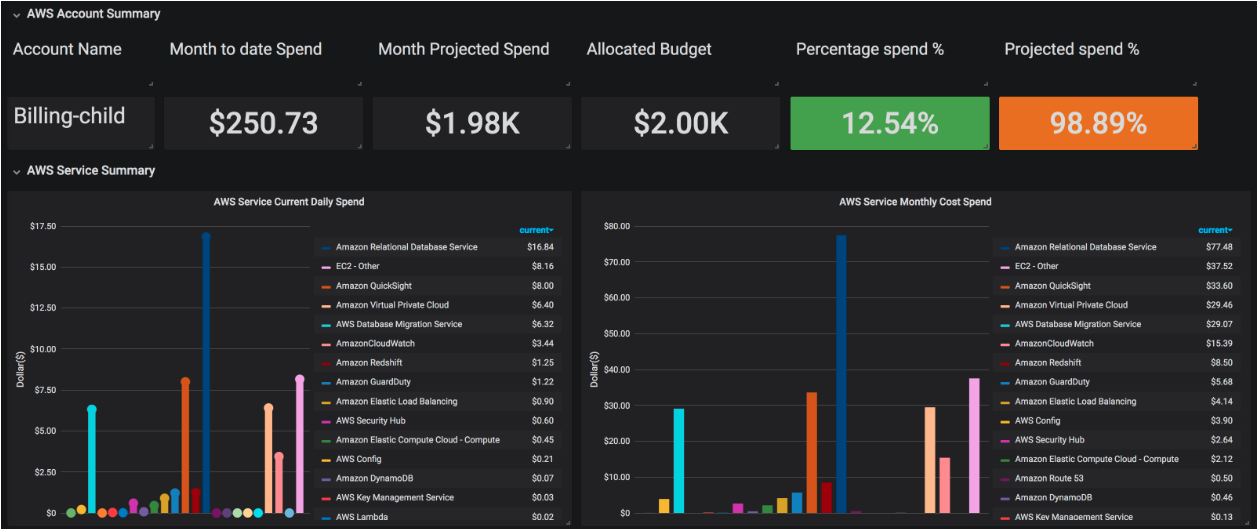 AWS Account Summary
Account Name Month to date Spend Month Projected Spend Allocated Budget Percentage spend % Projected spend %
Billing-child $250.73 $1.98K $2.00K 12.54% 98.89%
AWS Service Summary
AWS Service Current Daily Spend
Dollar($)
$17.50
$15.00
$12.50
$10.00
$7.50
$5.00
$2.50
$0
current
Amazon Relational Database Service $16.84
EC2 - Other $8.16
Amazon QuickSight $8.00
Amazon Virtual Private Cloud $6.40
AWS Database Migration Service $6.32
AmazonCloudWatch $3.44
Amazon Redshift $1.25
Amazon GuardDuty $1.22
Amazon Elastic Load Balancing $0.90
AWS Security Hub $0.60
Amazon Elastic Compute Cloud - Compute $0.45
AWS Config $0.21
Amazon DynamoDB $0.07
AWS Key Management Service $0.03
AWS Lambda $0.02
AWS Service Monthly Cost Spend
Dollar($)
$80.00
$70.00
$60.00
$50.00
$40.00
$30.00
$20.00
$10.00
$0
current
Amazon Relational Database Service $77.48
EC2 - Other $37.52
Amazon QuickSight $33.60
Amazon Virtual Private Cloud $29.46
AWS Database Migration Service $29.07
AmazonCloudWatch $15.39
Amazon Redshift $8.50
Amazon GuardDuty $5.68
Amazon Elastic Load Balancing $4.14
AWS Config $3.90
AWS Security Hub $2.64
Amazon Elastic Compute Cloud - Compute $2.12
Amazon Route 53 $0.50
Amazon DynamoDB $0.46
AWS Key Management Service $0.13